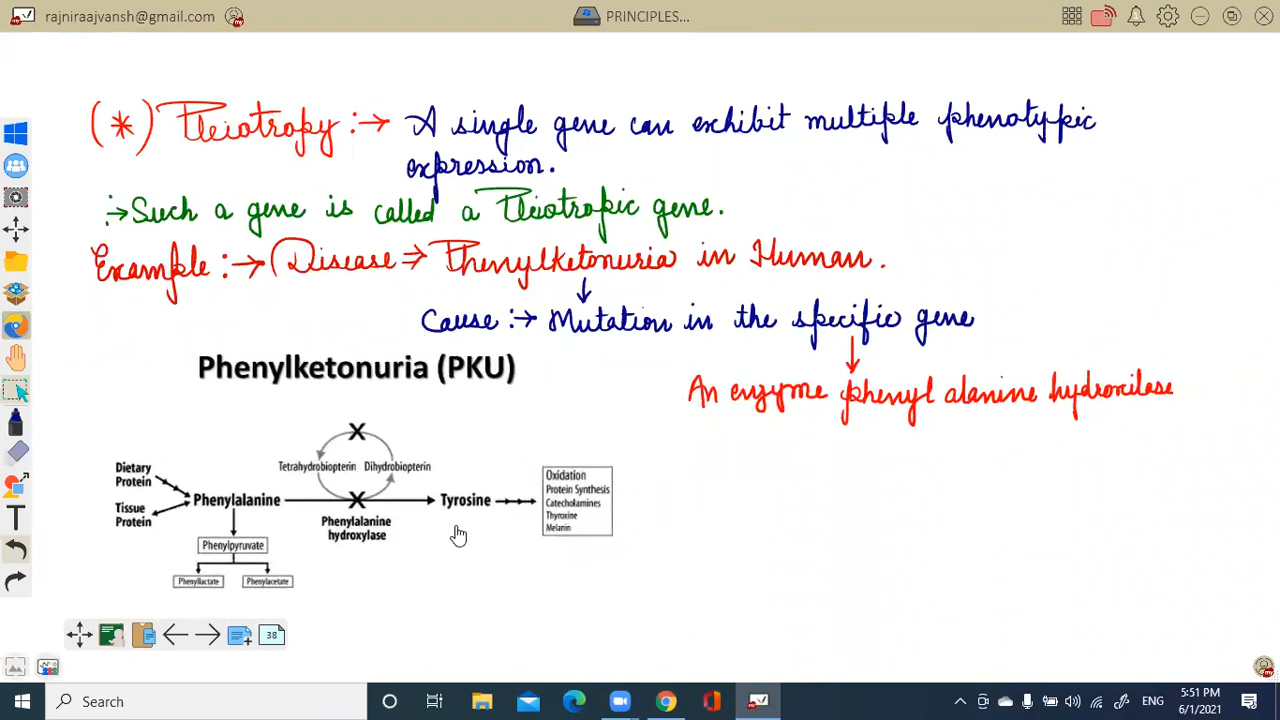 rajniraajvansh@gmail.com
PRINCIPLES...
(*) Pleiotropy :→ A single gene can exhibit multiple phenotypic
expression.
:→ Such a gene is called a Pleiotropic gene.
Example :→ Disease ⇒ Phenylketonuria in Human.
Cause :→ Mutation in the specific gene
An enzyme phenyl alanine hydroxilase
Phenylketonuria (PKU)
Tetrahydrobiopterin Dihydrobiopterin
Dietary
Protein
Tissue
Protein
Phenylalanine
Phenylalanine
hydroxylase
Tyrosine
Oxidation
Protein Synthesis
Catecholamines
Thyroxine
Melanin
Phenylpyruvate
Phenyllactate Phenylacetate
38
Search
ENG
5:51 PM
6/1/2021